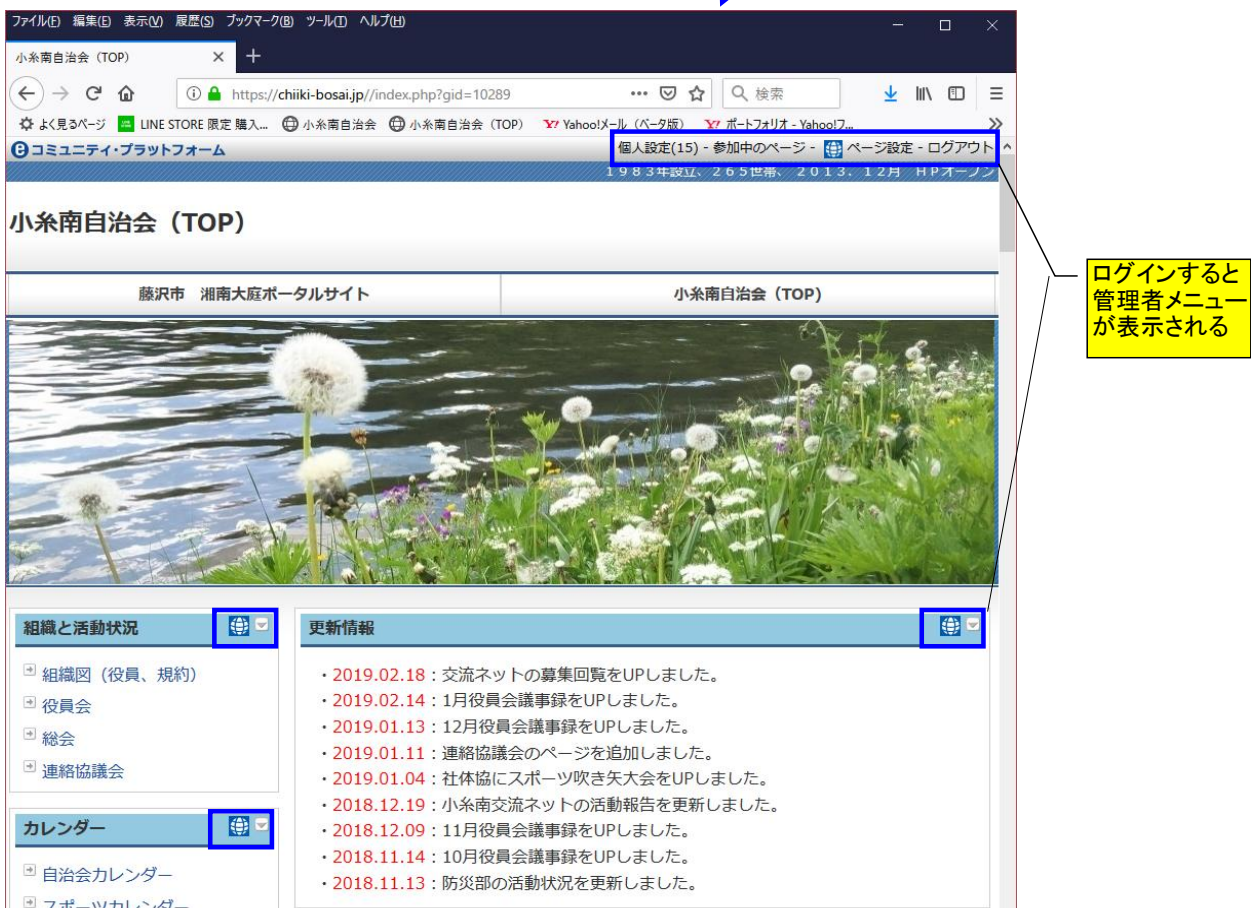 ファイル(F) 編集(E) 表示(V) 履歴(S) ブックマーク(B) ツール(T) ヘルプ(H)
小糸南自治会（TOP）
https://chiiki-bosai.jp//index.php?gid=10289
検索
よく見るページ LINE STORE 限定 購入... 小糸南自治会 小糸南自治会（TOP） Yahoo!メール（ベータ版） ポートフォリオ - Yahoo!フ...
eコミュニティ・プラットフォーム
個人設定(15) - 参加中のページ - ページ設定 - ログアウト
１９８３年設立、２６５世帯、２０１３．１２月 ＨＰオープン
小糸南自治会（TOP）
藤沢市 湘南大庭ポータルサイト
小糸南自治会（TOP)
ログインすると
管理者メニュー
が表示される
組織と活動状況
組織図（役員、規約）
役員会
総会
連絡協議会
カレンダー
自治会カレンダー
スポーツカレンダー
更新情報
・2019.02.18：交流ネットの募集回覧をUPしました。
・2019.02.14：1月役員会議事録をUPしました。
・2019.01.13：12月役員会議事録をUPしました。
・2019.01.11：連絡協議会のページを追加しました。
・2019.01.04：社体協にスポーツ吹き矢大会をUPしました。
・2018.12.19：小糸南交流ネットの活動報告を更新しました。
・2018.12.09：11月役員会議事録をUPしました。
・2018.11.14：10月役員会議事録をUPしました。
・2018.11.13：防災部の活動状況を更新しました。